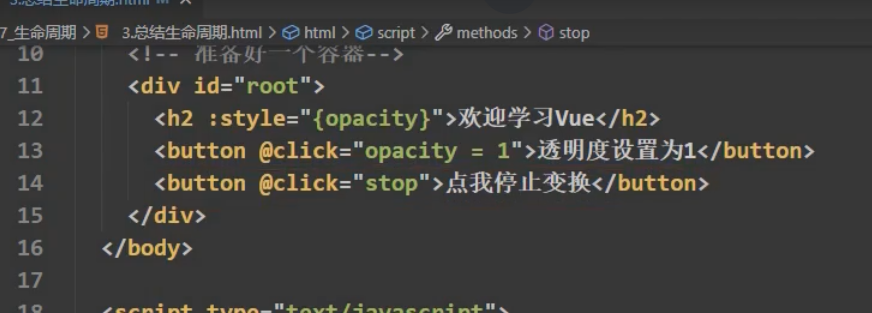 3.总结生命周期.html M ×
7_生命周期 > 3.总结生命周期.html > html > script > methods > stop
10 <!-- 准备好一个容器-->
11 <div id="root">
12 <h2 :style="{opacity}">欢迎学习Vue</h2>
13 <button @click="opacity = 1">透明度设置为1</button>
14 <button @click="stop">点我停止变换</button>
15 </div>
16 </body>
17
18 <script type="text/javascript">